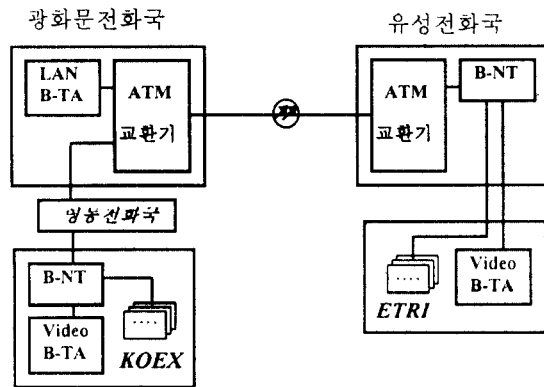 광화문전화국
유성전화국
LAN
B-TA
ATM
교환기
ATM
교환기
B-NT
영동전화국
B-NT
Video
B-TA
KOEX
ETRI
Video
B-TA